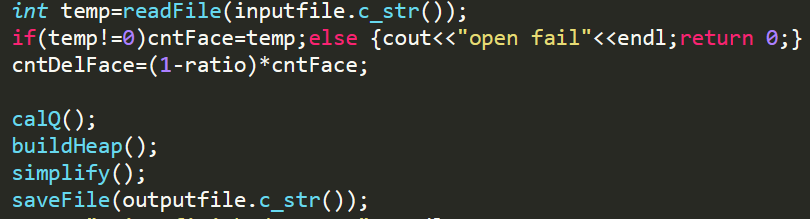 int temp=readFile(inputfile.c_str());
if(temp!=0)cntFace=temp;else {cout<<"open fail"<<endl;return 0;}
cntDelFace=(1-ratio)*cntFace;
calQ();
buildHeap();
simplify();
saveFile(outputfile.c_str());